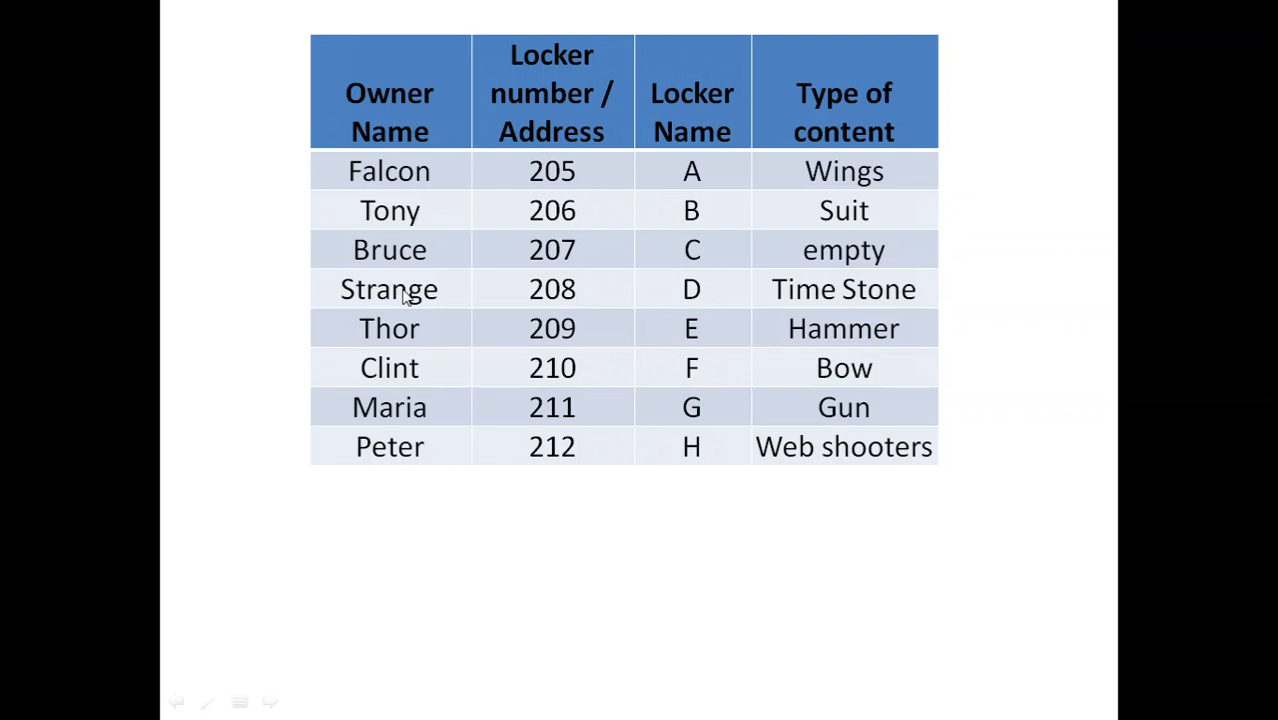 Owner Name Locker number / Address Locker Name Type of content
Falcon 205 A Wings
Tony 206 B Suit
Bruce 207 C empty
Strange 208 D Time Stone
Thor 209 E Hammer
Clint 210 F Bow
Maria 211 G Gun
Peter 212 H Web shooters